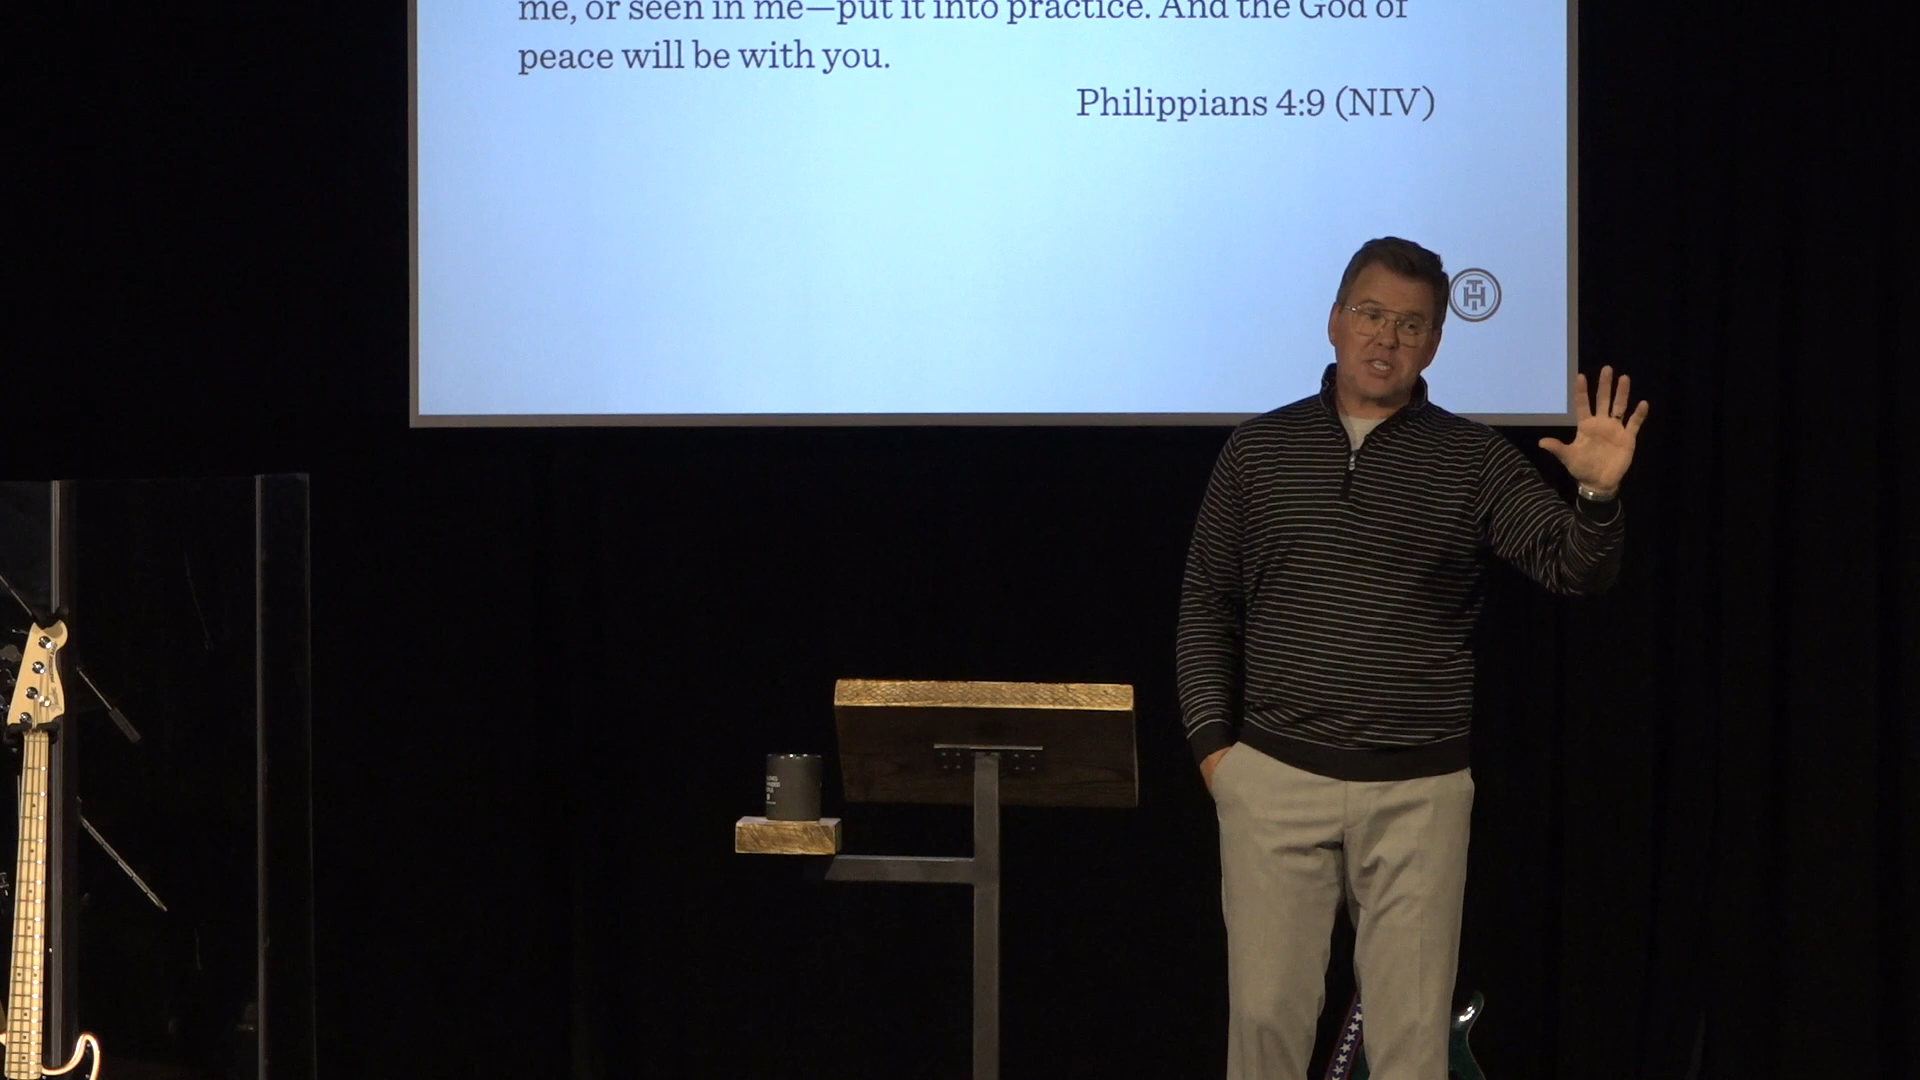 me, or seen in me—put it into practice. And the God of
peace will be with you.
Philippians 4:9 (NIV)
TH